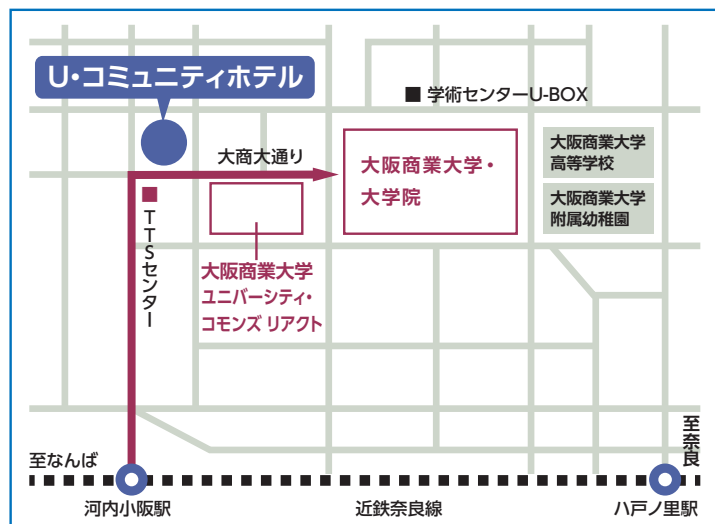 U・コミュニティホテル
■ 学術センターU-BOX
大商大通り
大阪商業大学・
大学院
大阪商業大学
高等学校
大阪商業大学
附属幼稚園
■
TTSセンター
大阪商業大学
ユニバーシティ・
コモンズ リアクト
至なんば
至奈良
河内小阪駅
近鉄奈良線
八戸ノ里駅